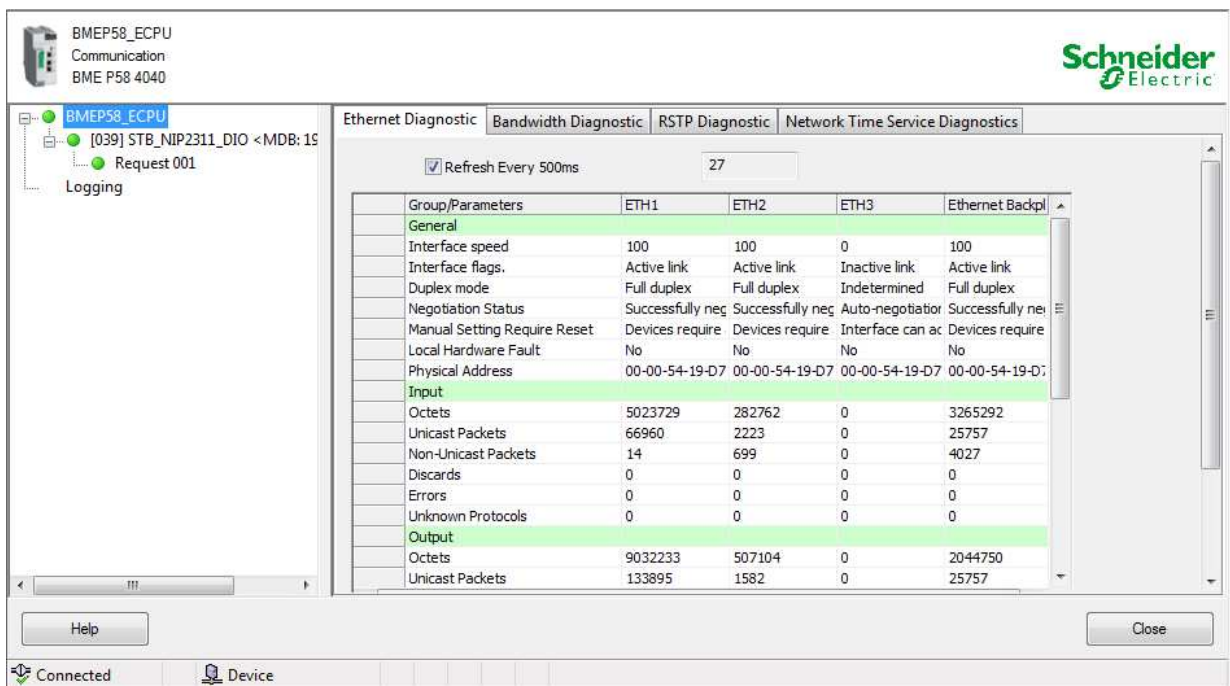 BMEP58_ECPU
Communication
BME P58 4040
Schneider
Electric
BMEP58_ECPU
[039] STB_NIP2311_DIO <MDB: 19
Request 001
Logging
Ethernet Diagnostic Bandwidth Diagnostic RSTP Diagnostic Network Time Service Diagnostics
Refresh Every 500ms 27
Group/Parameters ETH1 ETH2 ETH3 Ethernet Backpl
General
Interface speed 100 100 0 100
Interface flags. Active link Active link Inactive link Active link
Duplex mode Full duplex Full duplex Indetermined Full duplex
Negotiation Status Successfully neg Successfully neg Auto-negotiation Successfully neg
Manual Setting Require Reset Devices require Devices require Interface can ac Devices require
Local Hardware Fault No No No No
Physical Address 00-00-54-19-D7 00-00-54-19-D7 00-00-54-19-D7 00-00-54-19-D7
Input
Octets 5023729 282762 0 3265292
Unicast Packets 66960 2223 0 25757
Non-Unicast Packets 14 699 0 4027
Discards 0 0 0 0
Errors 0 0 0 0
Unknown Protocols 0 0 0 0
Output
Octets 9032233 507104 0 2044750
Unicast Packets 133895 1582 0 25757
Help Close
Connected Device